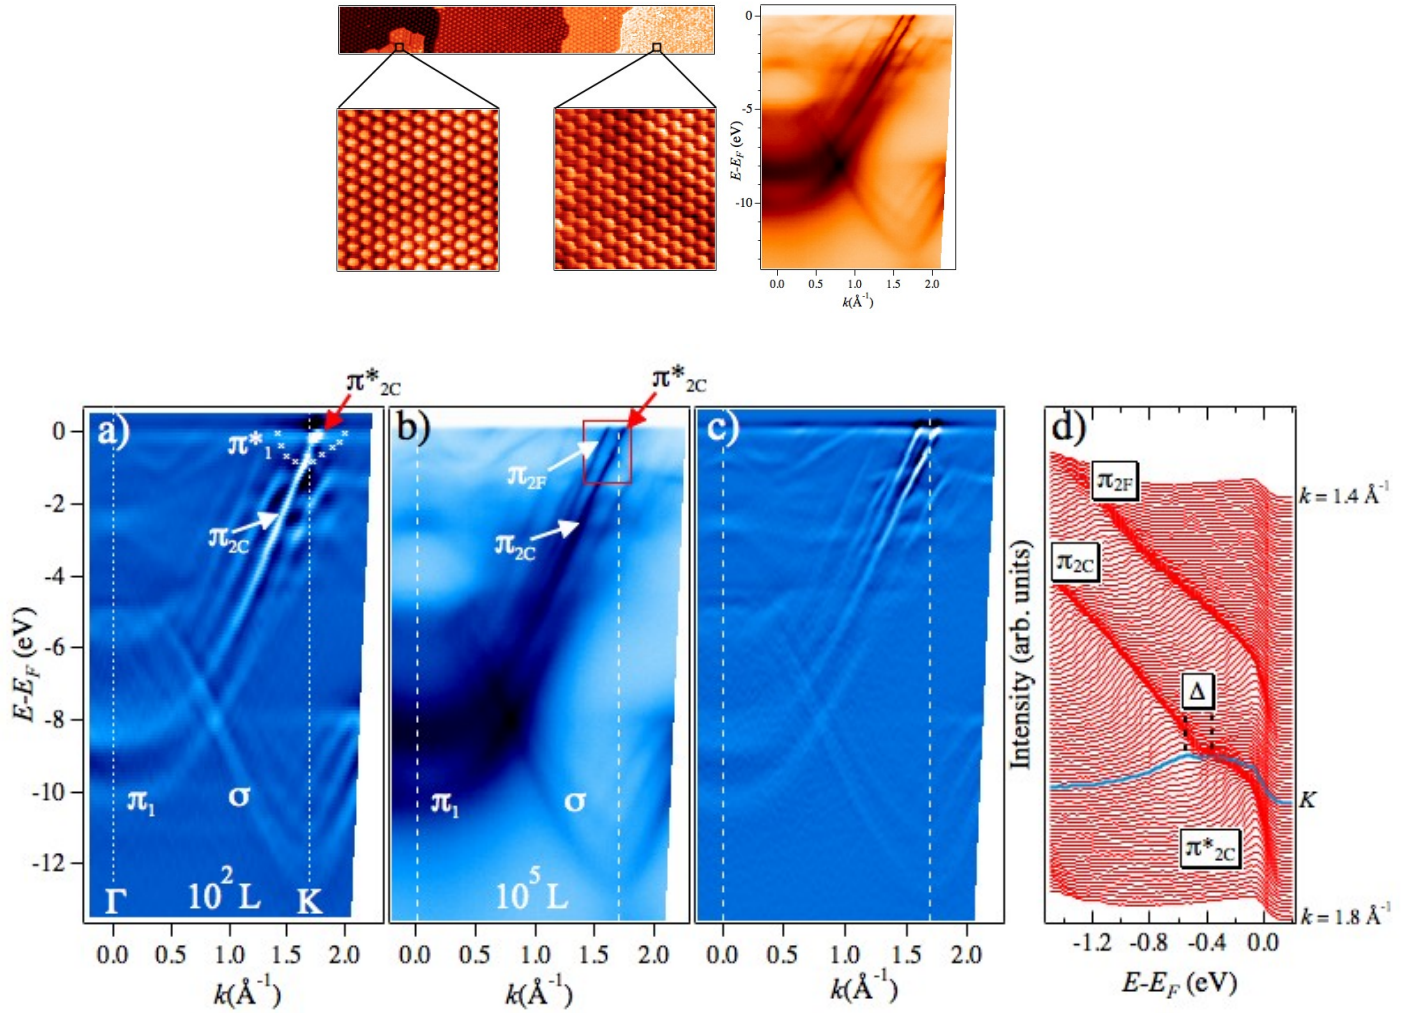 0
-5
-10
E-E_F (eV)
0.0 0.5 1.0 1.5 2.0
k(Å⁻¹)
π*₂C
π*₂C
a)
π*₁
π₂C
π₁
σ
10² L
Γ
K
0
-2
-4
-6
-8
-10
-12
E-E_F (eV)
0.0 0.5 1.0 1.5 2.0
k(Å⁻¹)
b)
π₂F
π₂C
π₁
σ
10⁵ L
0.0 0.5 1.0 1.5 2.0
k(Å⁻¹)
c)
0.0 0.5 1.0 1.5 2.0
k(Å⁻¹)
d)
π₂F
k = 1.4 Å⁻¹
π₂C
Δ
K
π*₂C
k = 1.8 Å⁻¹
Intensity (arb. units)
-1.2 -0.8 -0.4 0.0
E-E_F (eV)